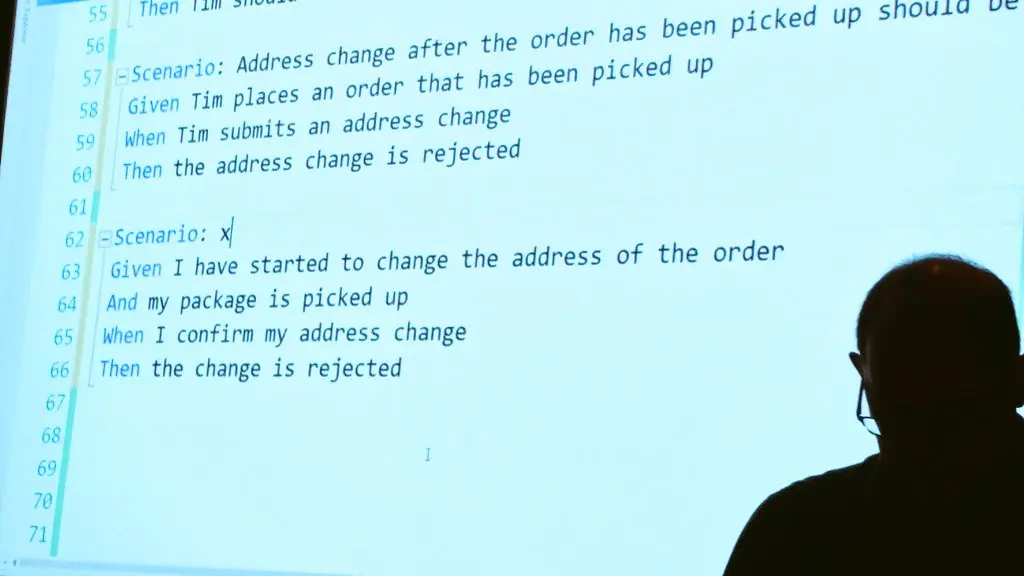 55 Then Tim
56
57 Scenario: Address change after the order has been picked up should be
58 Given Tim places an order that has been picked up
59 When Tim submits an address change
60 Then the address change is rejected
61
62 Scenario: x
63 Given I have started to change the address of the order
64 And my package is picked up
65 When I confirm my address change
66 Then the change is rejected
67
68
69
70
71